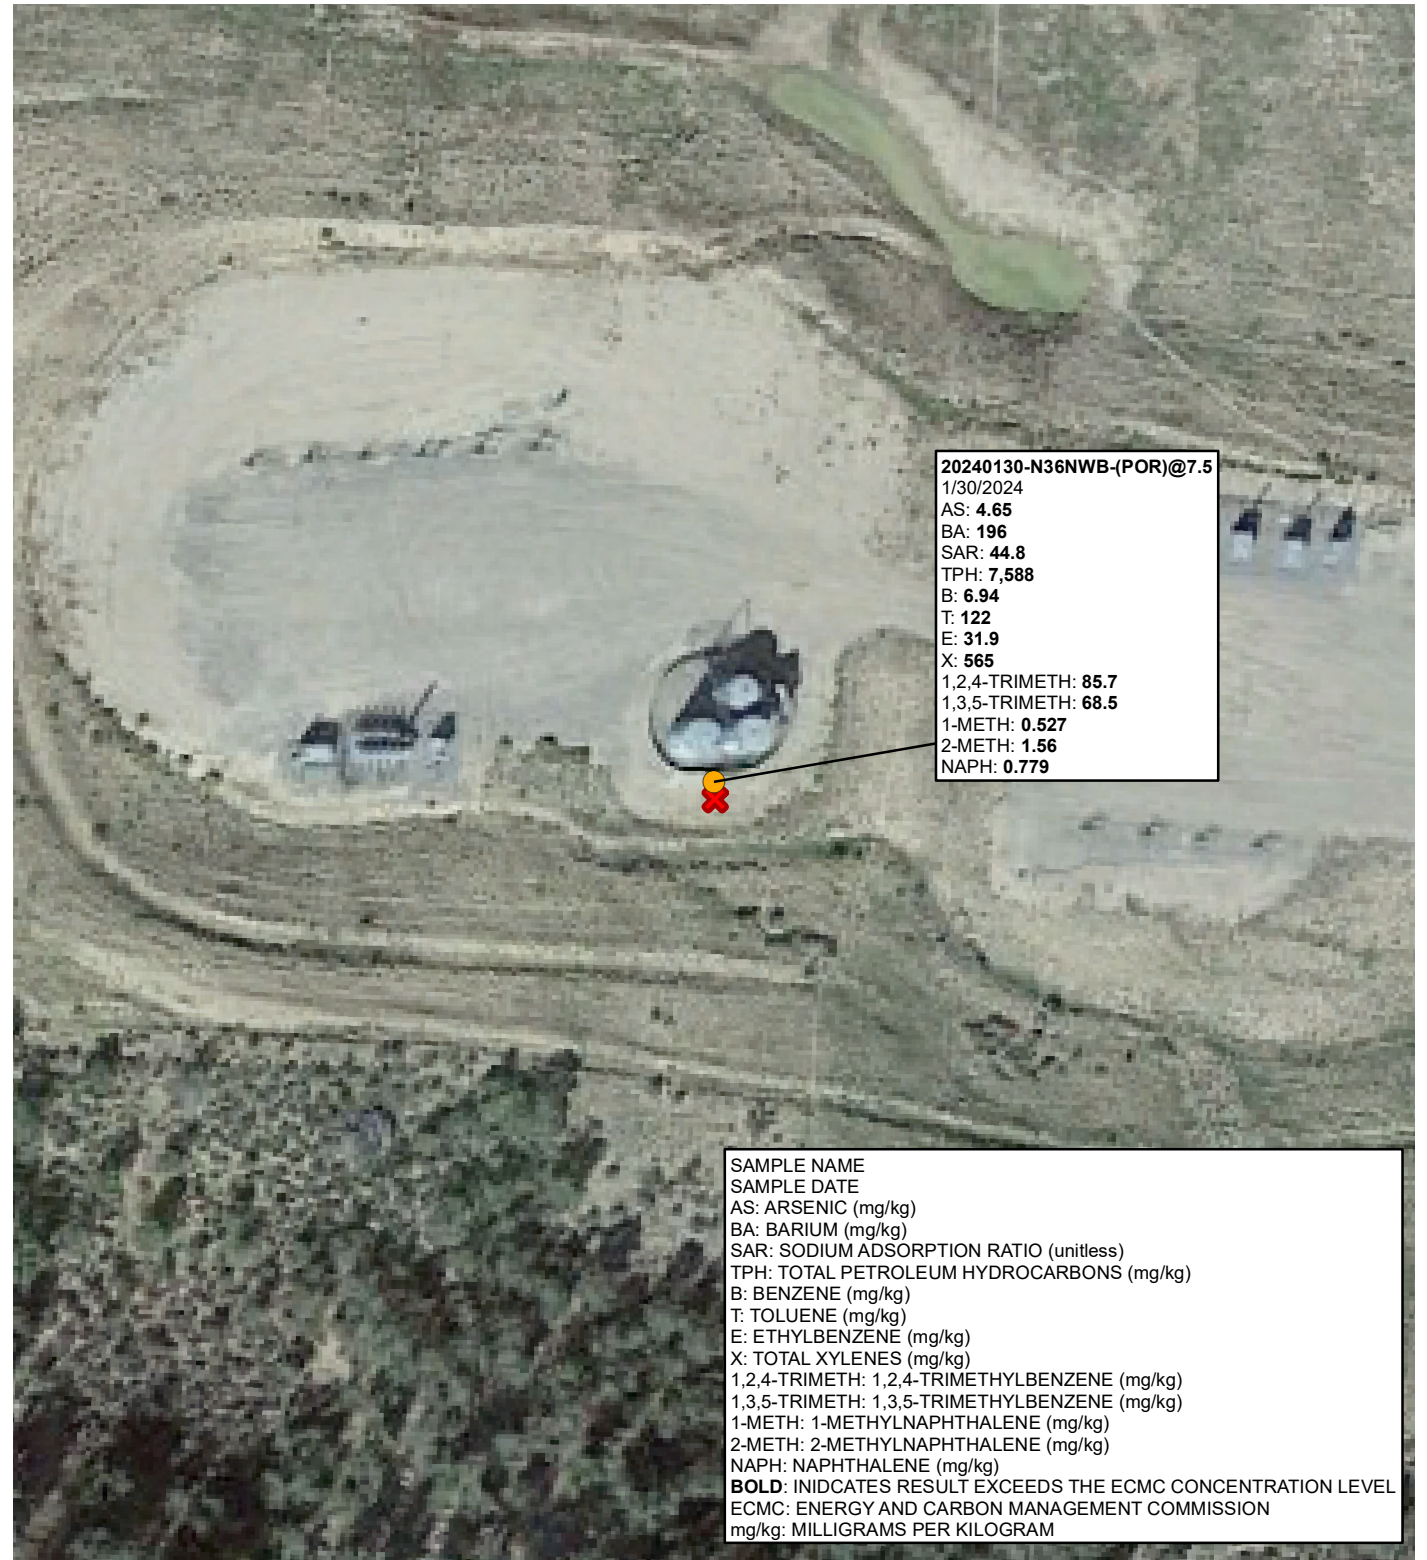 20240130-N36NWB-(POR)@7.5
1/30/2024
AS: 4.65
BA: 196
SAR: 44.8
TPH: 7,588
B: 6.94
T: 122
E: 31.9
X: 565
1,2,4-TRIMETH: 85.7
1,3,5-TRIMETH: 68.5
1-METH: 0.527
2-METH: 1.56
NAPH: 0.779
SAMPLE NAME
SAMPLE DATE
AS: ARSENIC (mg/kg)
BA: BARIUM (mg/kg)
SAR: SODIUM ADSORPTION RATIO (unitless)
TPH: TOTAL PETROLEUM HYDROCARBONS (mg/kg)
B: BENZENE (mg/kg)
T: TOLUENE (mg/kg)
E: ETHYLBENZENE (mg/kg)
X: TOTAL XYLENES (mg/kg)
1,2,4-TRIMETH: 1,2,4-TRIMETHYLBENZENE (mg/kg)
1,3,5-TRIMETH: 1,3,5-TRIMETHYLBENZENE (mg/kg)
1-METH: 1-METHYLNAPHTHALENE (mg/kg)
2-METH: 2-METHYLNAPHTHALENE (mg/kg)
NAPH: NAPHTHALENE (mg/kg)
BOLD: INIDCATES RESULT EXCEEDS THE ECMC CONCENTRATION LEVEL
ECMC: ENERGY AND CARBON MANAGEMENT COMMISSION
mg/kg: MILLIGRAMS PER KILOGRAM